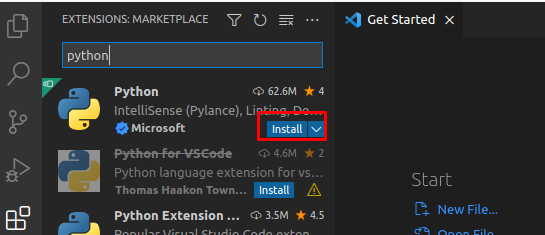 EXTENSIONS: MARKETPLACE
Get Started
python
Python 62.6M 4
IntelliSense (Pylance), Linting, De...
Microsoft Install
Python for VSCode 4.6M 2
Python language extension for vs...
Thomas Haakon Town... Install
Python Extension ... 3.5M 4.5
Popular Visual Studio Code exten...
Start
New File...
Open File...